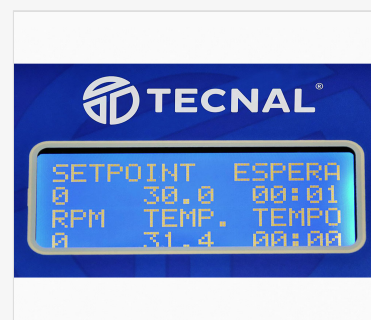 TECNAL®
SETPOINT ESPERA
0 30.0 00:01
RPM TEMP. TEMPO
0 31.4 00:00